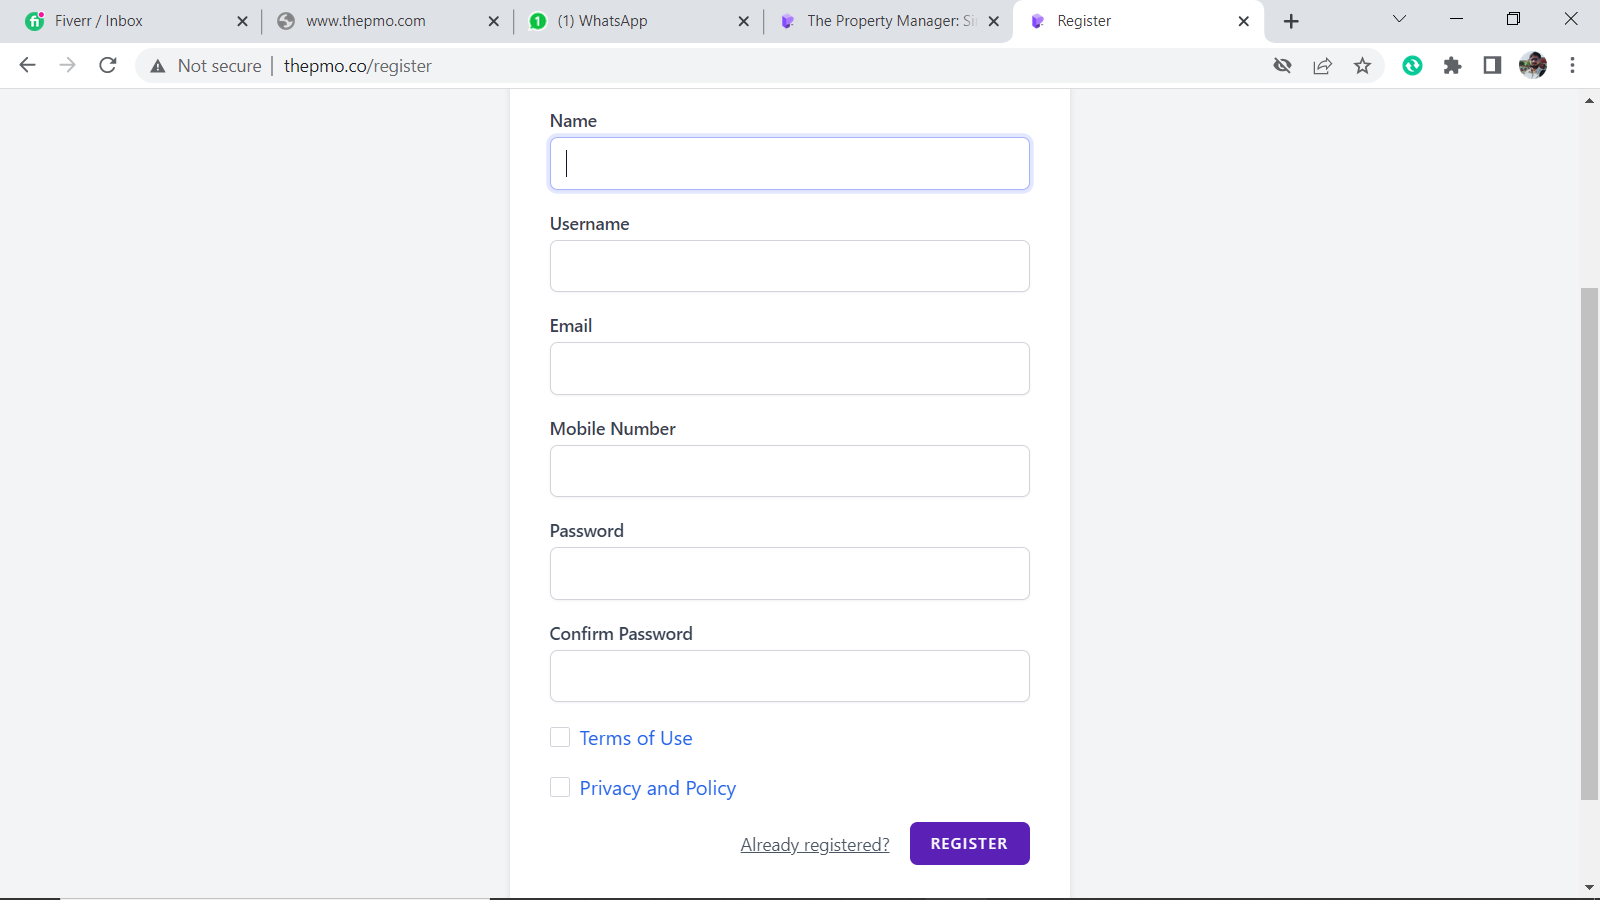 Fiverr / Inbox
www.thepmo.com
1 (1) WhatsApp
The Property Manager: Si
Register
Not secure
thepmo.co/register
Name
Username
Email
Mobile Number
Password
Confirm Password
Terms of Use
Privacy and Policy
Already registered?
REGISTER